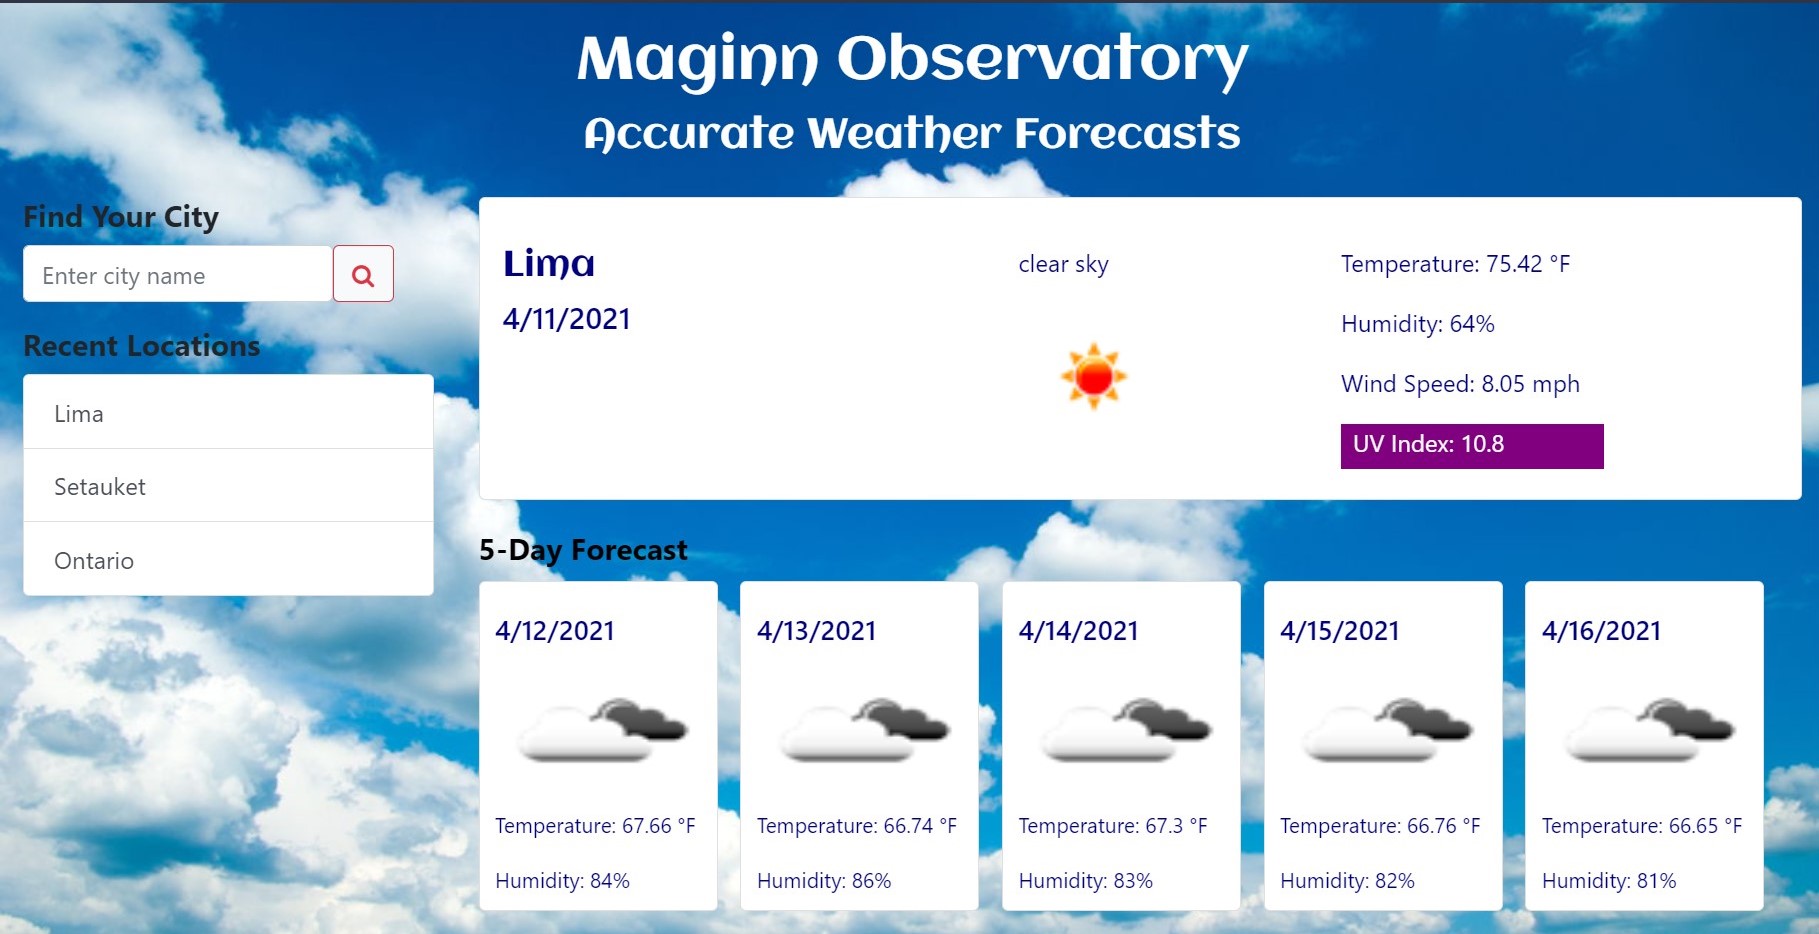 Maginn Observatory
Accurate Weather Forecasts
Find Your City
Enter city name
Recent Locations
Lima
Setauket
Ontario
Lima
4/11/2021
clear sky
Temperature: 75.42 °F
Humidity: 64%
Wind Speed: 8.05 mph
UV Index: 10.8
5-Day Forecast
4/12/2021
Temperature: 67.66 °F
Humidity: 84%
4/13/2021
Temperature: 66.74 °F
Humidity: 86%
4/14/2021
Temperature: 67.3 °F
Humidity: 83%
4/15/2021
Temperature: 66.76 °F
Humidity: 82%
4/16/2021
Temperature: 66.65 °F
Humidity: 81%